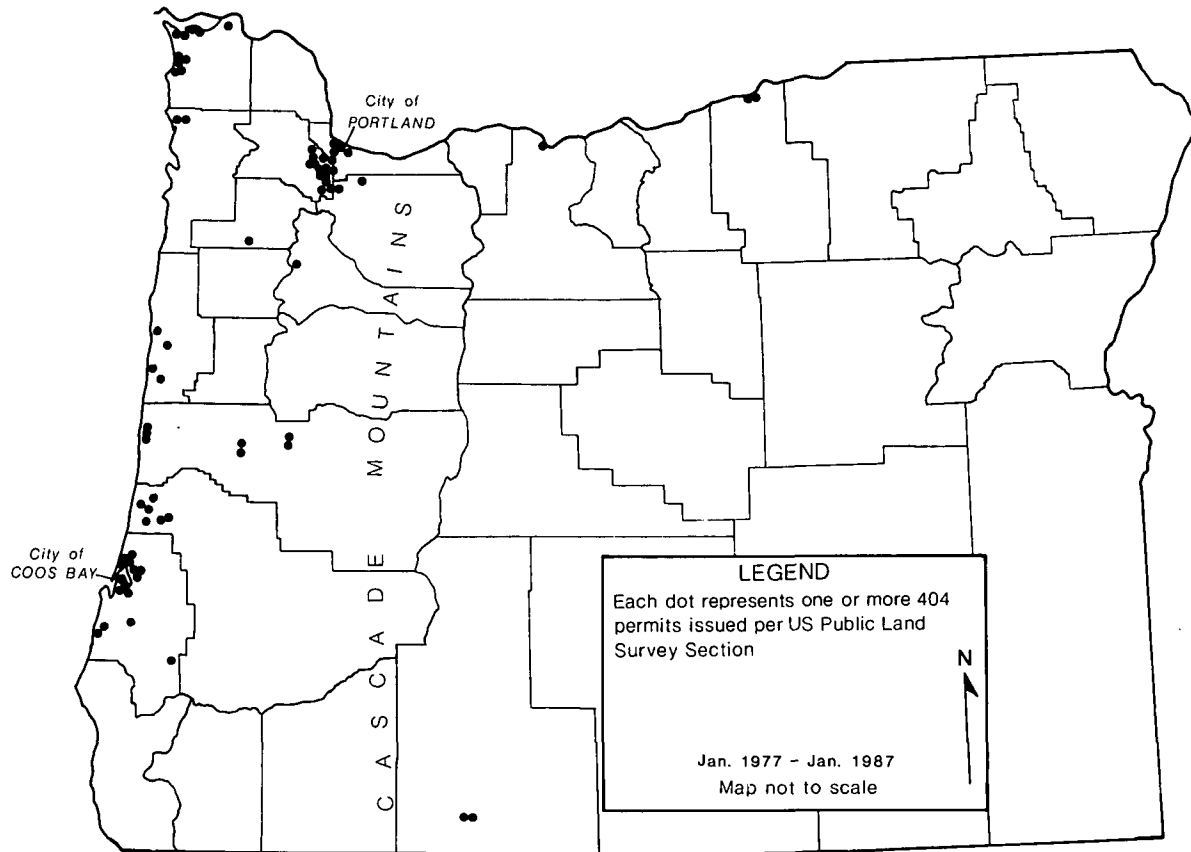 City of
PORTLAND
CASCADE MOUNTAINS
City of
COOS BAY
LEGEND
Each dot represents one or more 404
permits issued per US Public Land
Survey Section
N
Jan. 1977 - Jan. 1987
Map not to scale